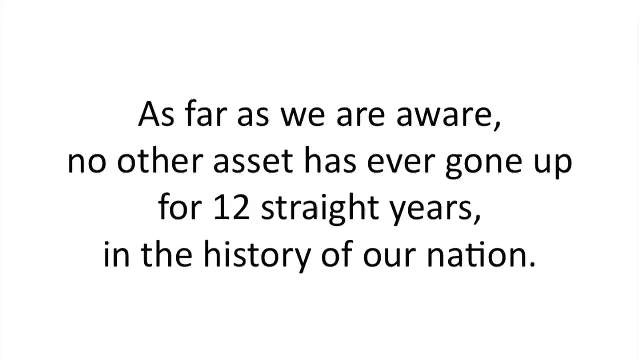 As far as we are aware,
no other asset has ever gone up
for 12 straight years,
in the history of our nation.